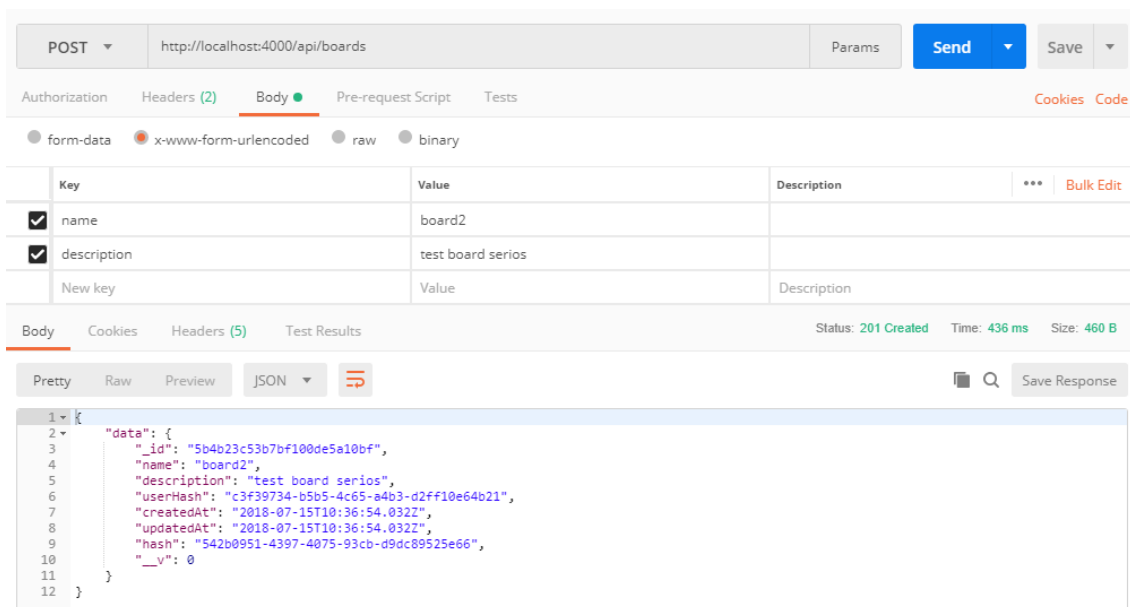 POST http://localhost:4000/api/boards Params Send Save
Authorization Headers (2) Body Pre-request Script Tests Cookies Code
form-data x-www-form-urlencoded raw binary
Key Value Description ••• Bulk Edit
name board2
description test board serios
New key Value Description
Body Cookies Headers (5) Test Results Status: 201 Created Time: 436 ms Size: 460 B
Pretty Raw Preview JSON Save Response
1 {
2 "data": {
3 "_id": "5b4b23c53b7bf100de5a10bf",
4 "name": "board2",
5 "description": "test board serios",
6 "userHash": "c3f39734-b5b5-4c65-a4b3-d2ff10e64b21",
7 "createdAt": "2018-07-15T10:36:54.032Z",
8 "updatedAt": "2018-07-15T10:36:54.032Z",
9 "hash": "542b0951-4397-4075-93cb-d9dc89525e66",
10 "__v": 0
11 }
12 }